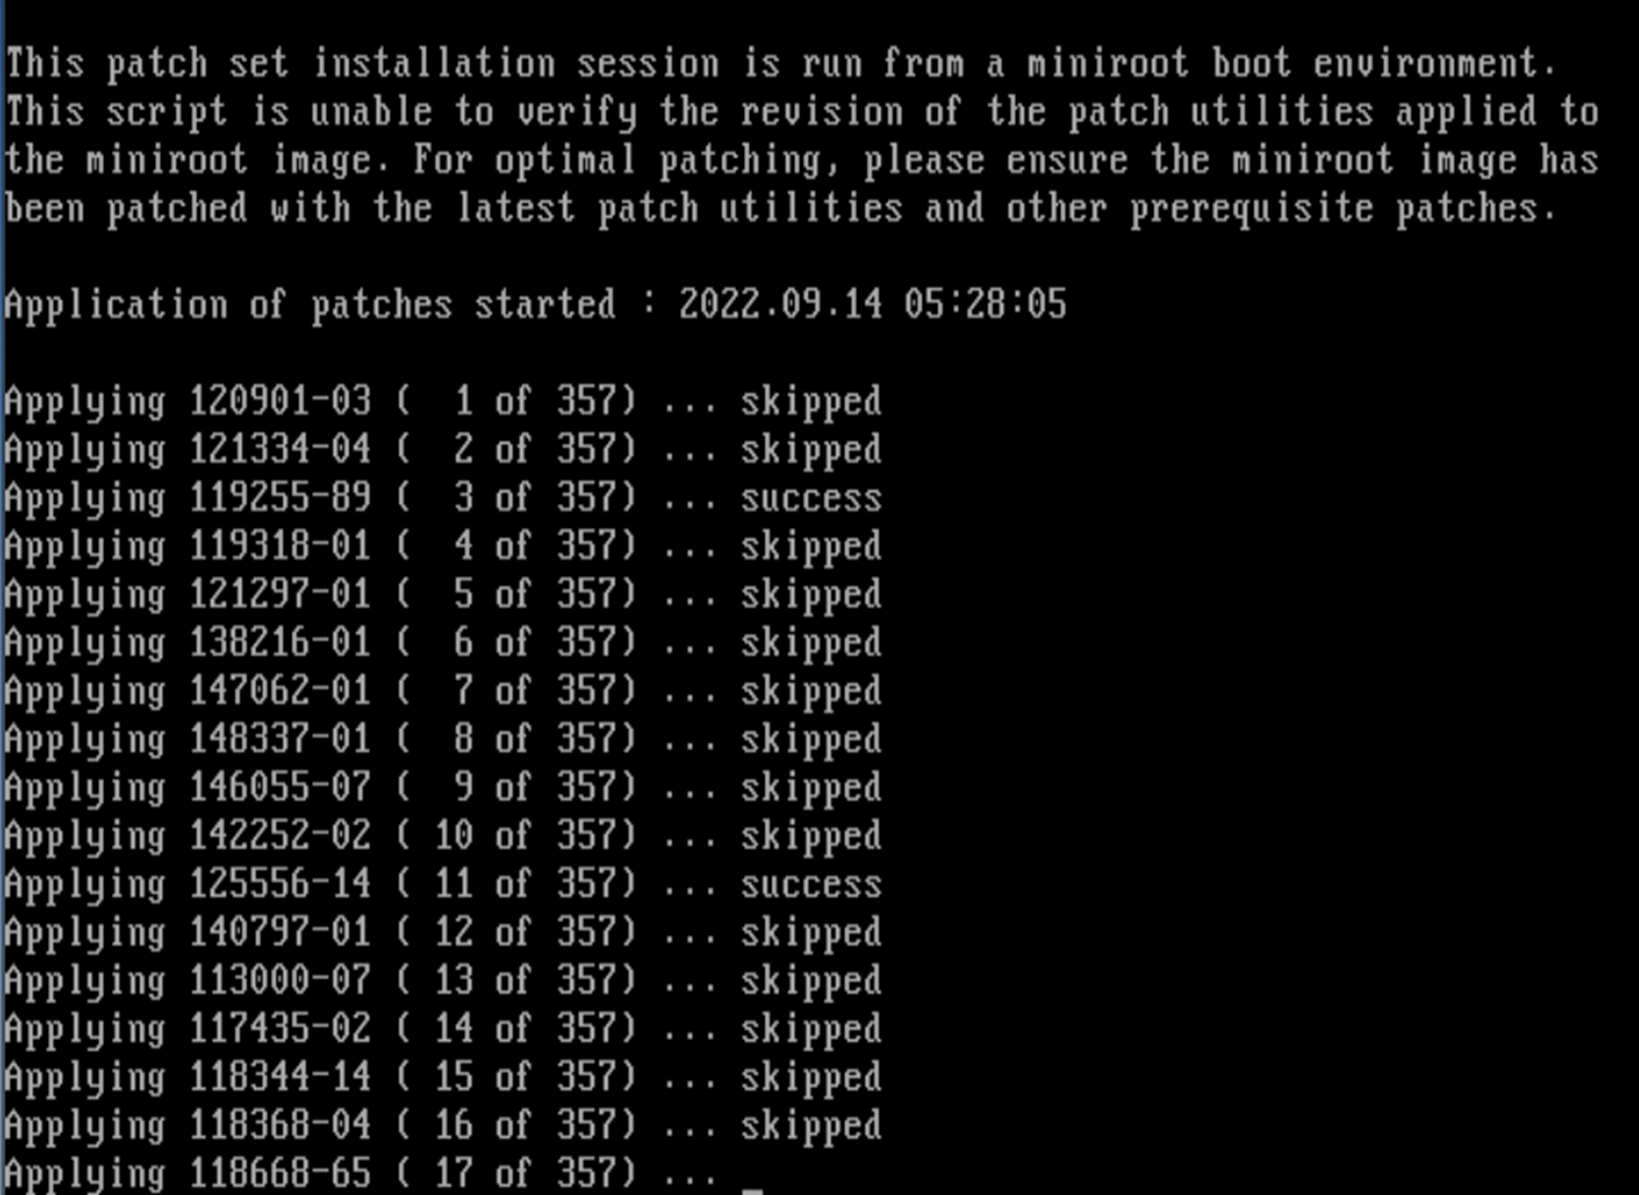 This patch set installation session is run from a miniroot boot environment.
This script is unable to verify the revision of the patch utilities applied to
the miniroot image. For optimal patching, please ensure the miniroot image has
been patched with the latest patch utilities and other prerequisite patches.
Application of patches started : 2022.09.14 05:28:05
Applying 120901-03 (  1 of 357) ... skipped
Applying 121334-04 (  2 of 357) ... skipped
Applying 119255-89 (  3 of 357) ... success
Applying 119318-01 (  4 of 357) ... skipped
Applying 121297-01 (  5 of 357) ... skipped
Applying 138216-01 (  6 of 357) ... skipped
Applying 147062-01 (  7 of 357) ... skipped
Applying 148337-01 (  8 of 357) ... skipped
Applying 146055-07 (  9 of 357) ... skipped
Applying 142252-02 ( 10 of 357) ... skipped
Applying 125556-14 ( 11 of 357) ... success
Applying 140797-01 ( 12 of 357) ... skipped
Applying 113000-07 ( 13 of 357) ... skipped
Applying 117435-02 ( 14 of 357) ... skipped
Applying 118344-14 ( 15 of 357) ... skipped
Applying 118368-04 ( 16 of 357) ... skipped
Applying 118668-65 ( 17 of 357) ... _